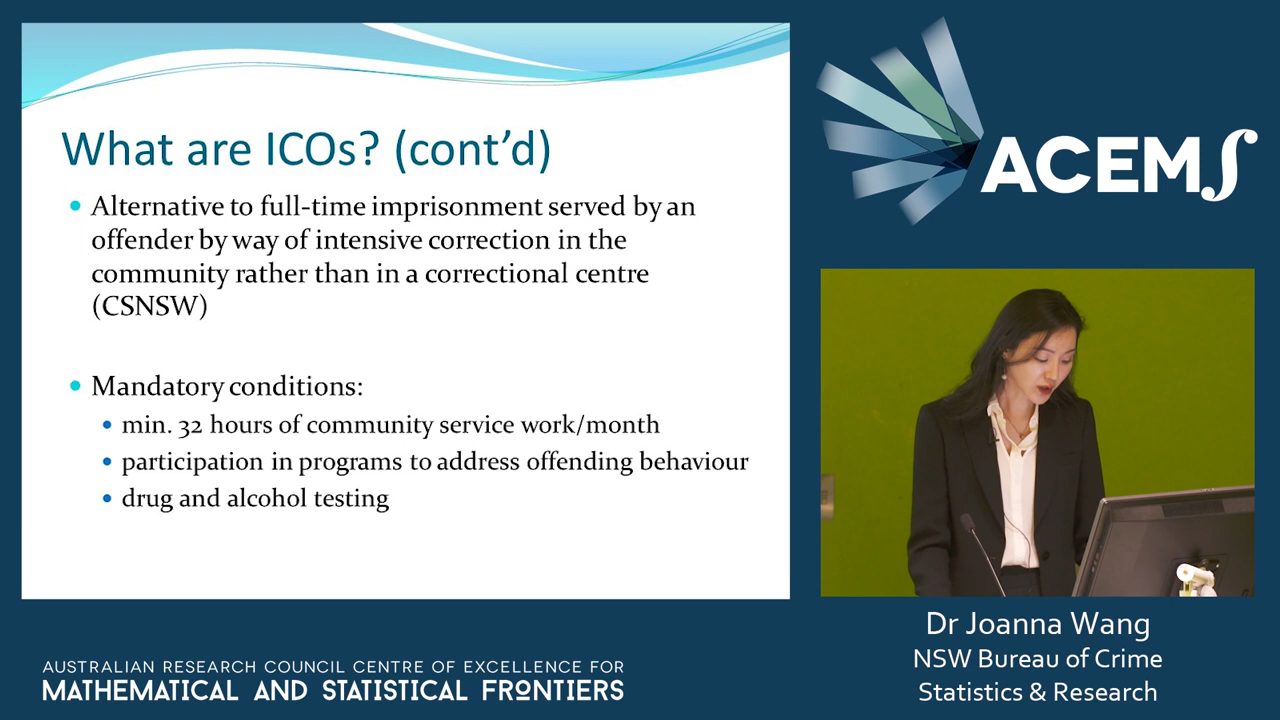 What are ICOs? (cont'd)
• Alternative to full-time imprisonment served by an
offender by way of intensive correction in the
community rather than in a correctional centre
(CSNSW)
• Mandatory conditions:
• min. 32 hours of community service work/month
• participation in programs to address offending behaviour
• drug and alcohol testing
ACEMS
Dr Joanna Wang
NSW Bureau of Crime
Statistics & Research
AUSTRALIAN RESEARCH COUNCIL CENTRE OF EXCELLENCE FOR
MATHEMATICAL AND STATISTICAL FRONTIERS